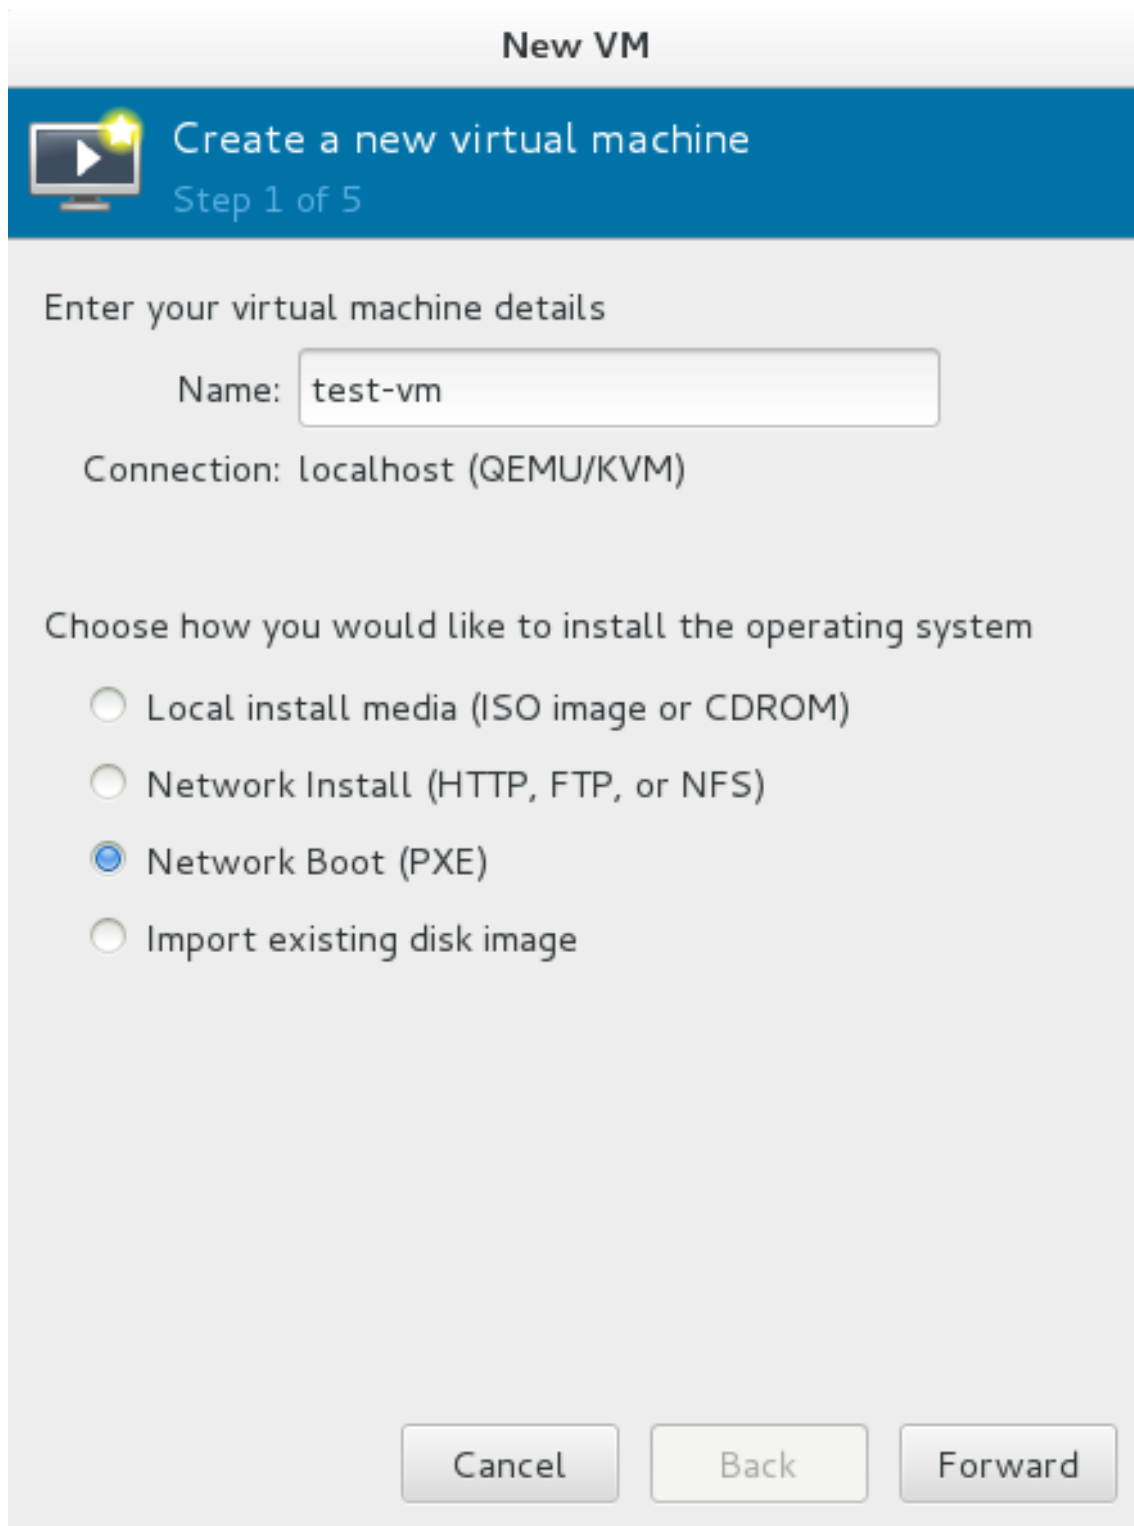 New VM
Create a new virtual machine
Step 1 of 5
Enter your virtual machine details
Name: test-vm
Connection: localhost (QEMU/KVM)
Choose how you would like to install the operating system
Local install media (ISO image or CDROM)
Network Install (HTTP, FTP, or NFS)
Network Boot (PXE)
Import existing disk image
Cancel Back Forward